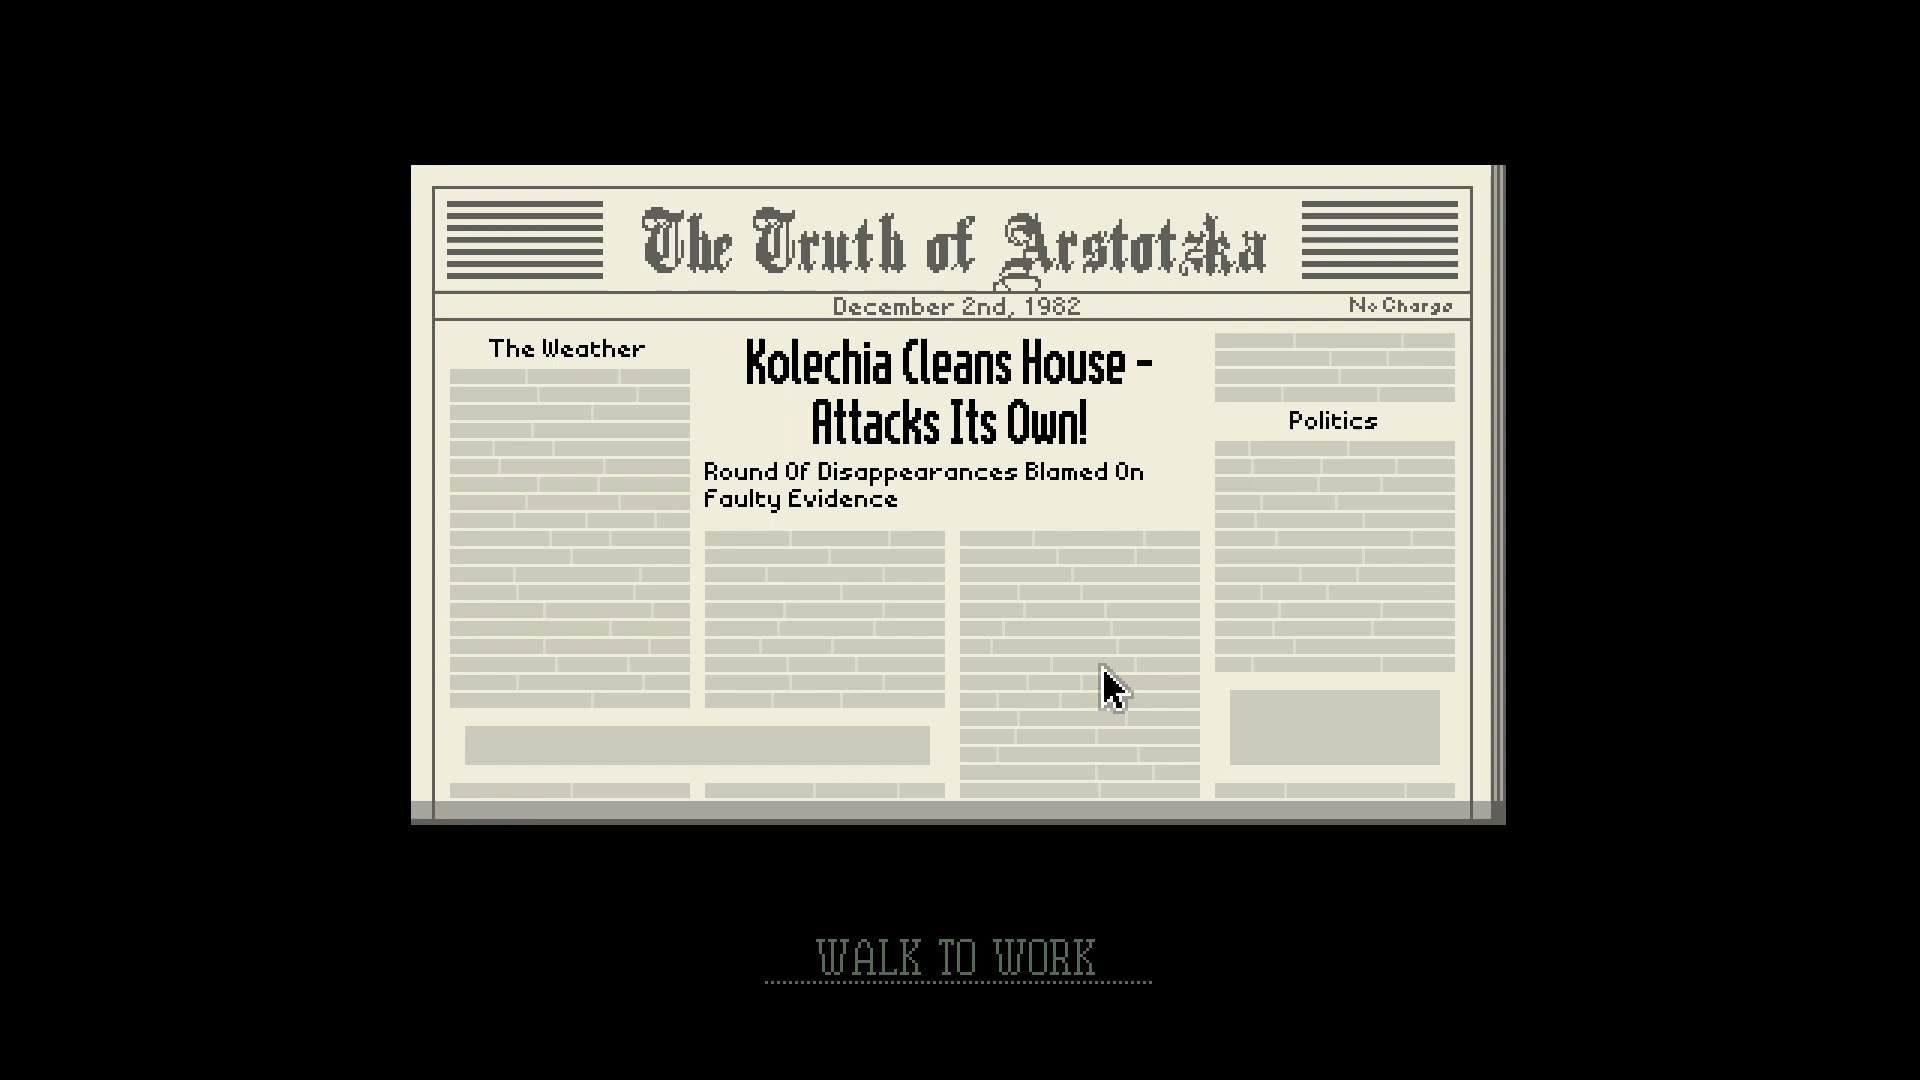 The Truth of Arstotzka
December 2nd, 1982
No Charge
The Weather
Kolechia Cleans House -
Attacks Its Own!
Round Of Disappearances Blamed On
Faulty Evidence
Politics
WALK TO WORK